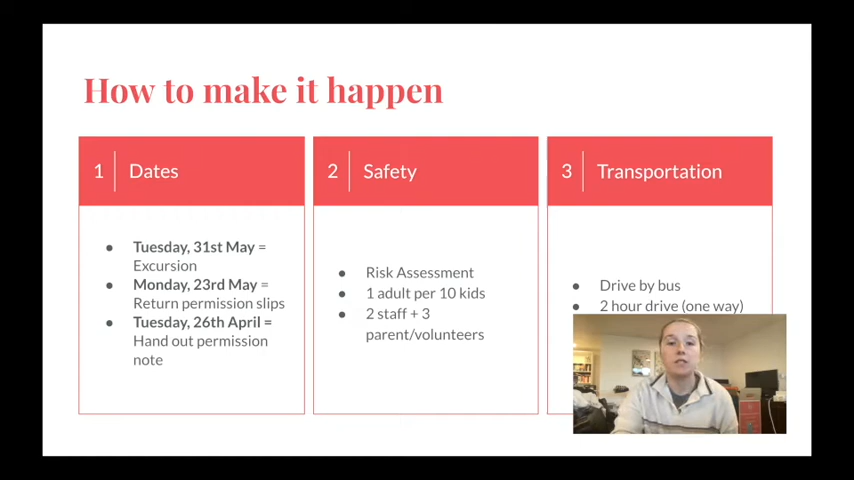 How to make it happen
1 Dates
● Tuesday, 31st May =
Excursion
● Monday, 23rd May =
Return permission slips
● Tuesday, 26th April =
Hand out permission
note
2 Safety
● Risk Assessment
● 1 adult per 10 kids
● 2 staff + 3
parent/volunteers
3 Transportation
● Drive by bus
● 2 hour drive (one way)